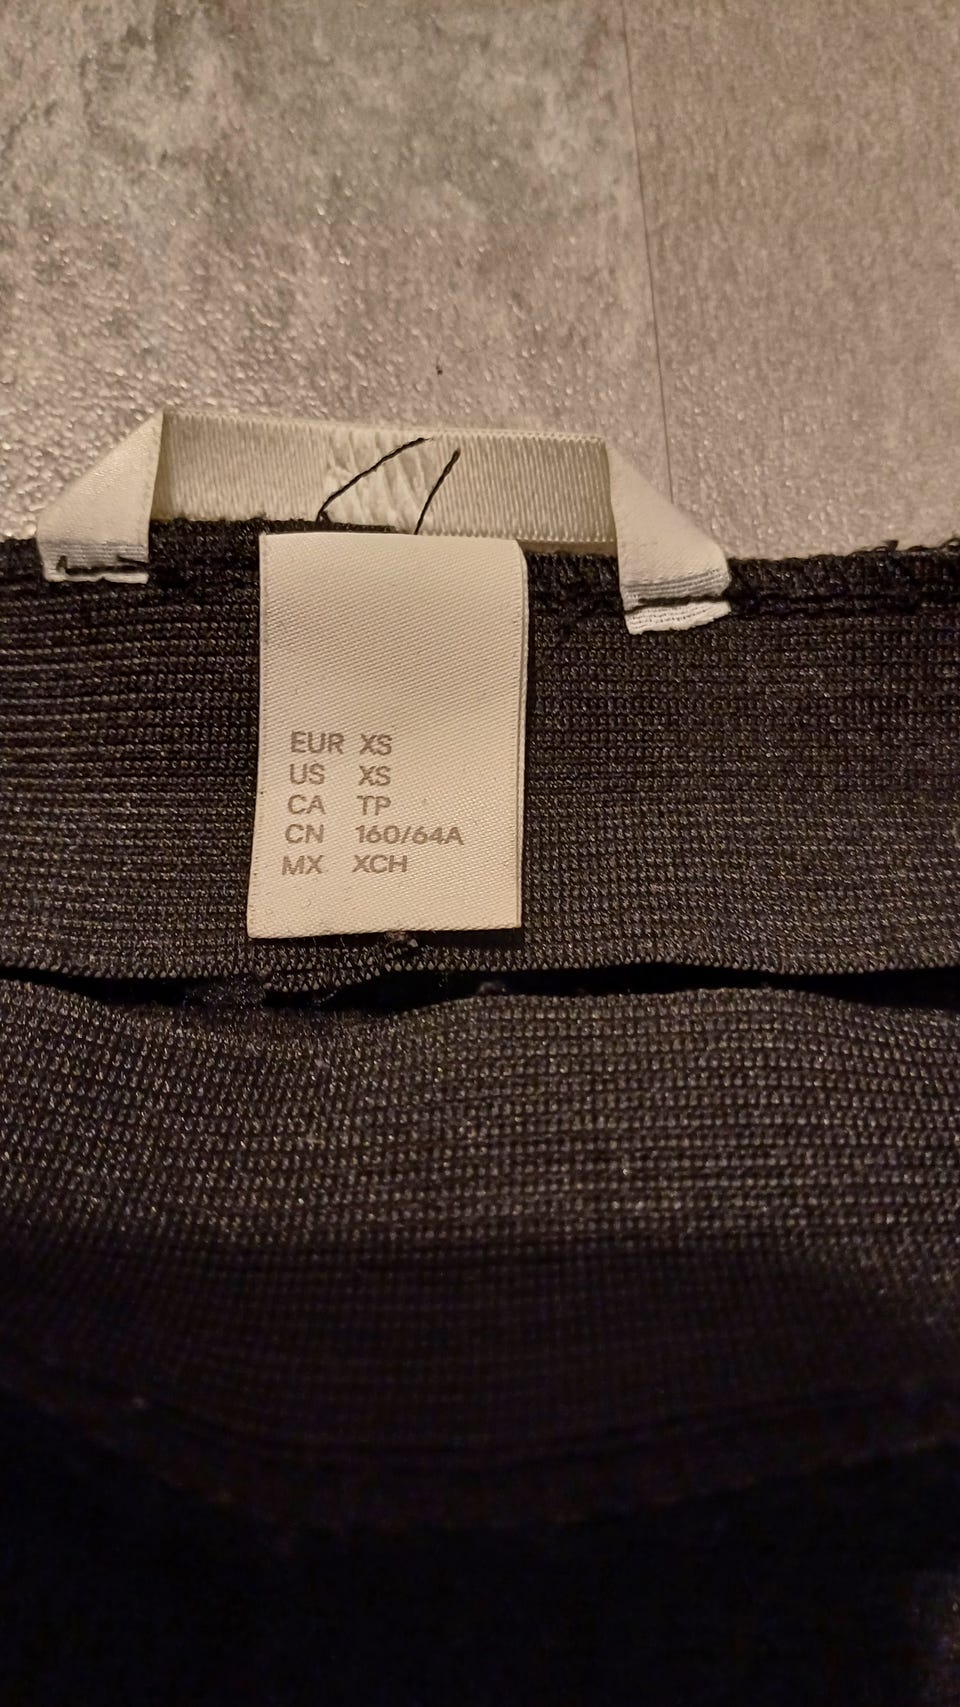 EUR XS
US XS
CA TP
CN 160/64A
MX XCH